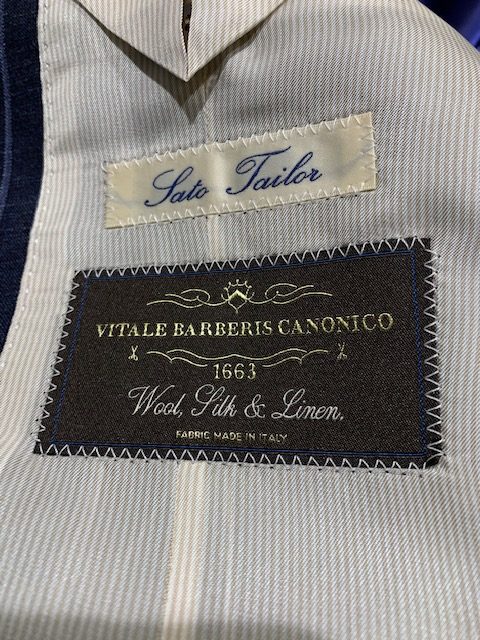 Sato Tailor
VITALE BARBERIS CANONICO
1663
Wool, Silk & Linen.
FABRIC MADE IN ITALY